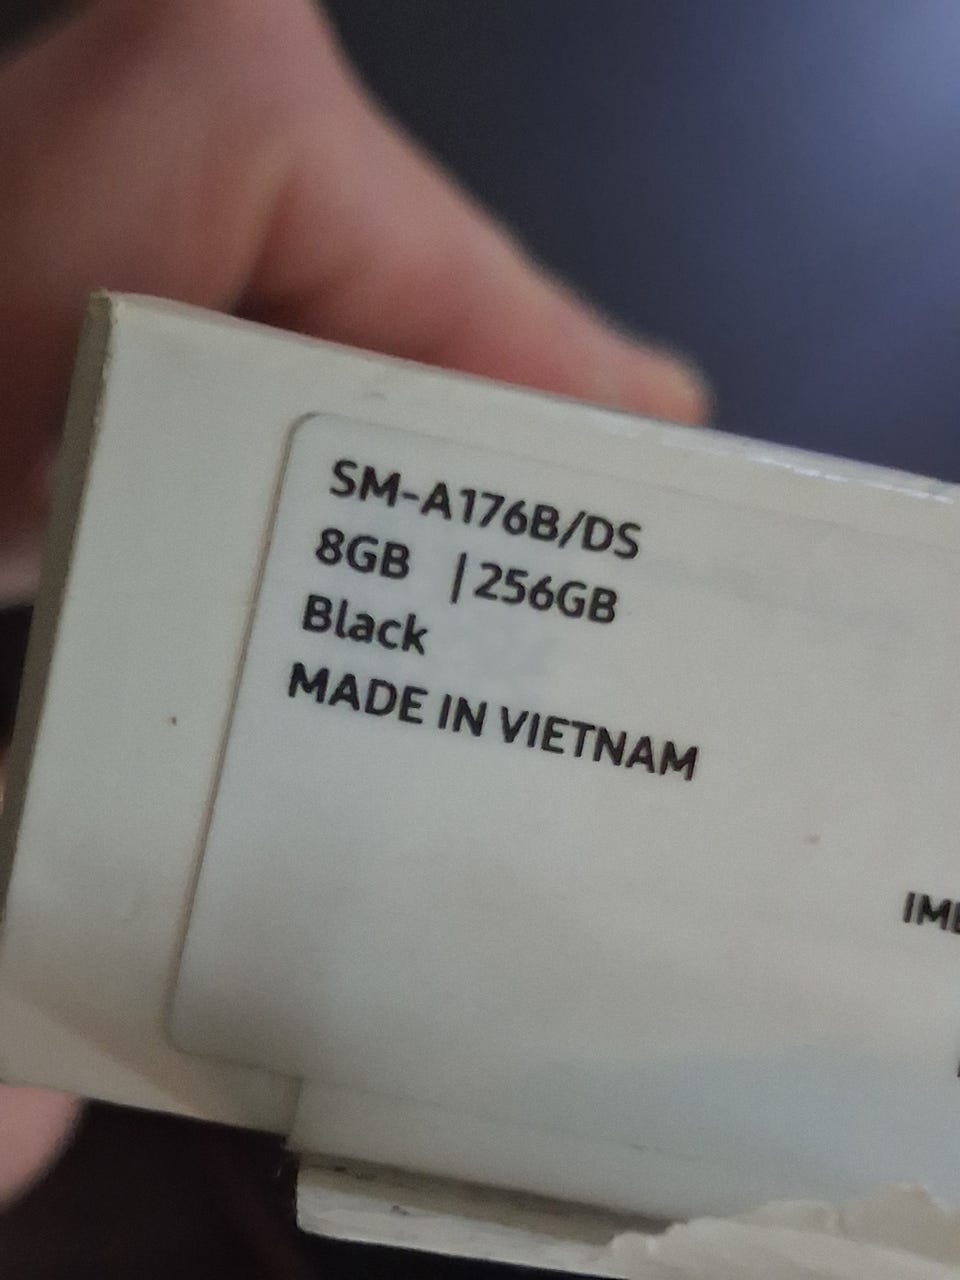 SM-A176B/DS
8GB | 256GB
Black
MADE IN VIETNAM